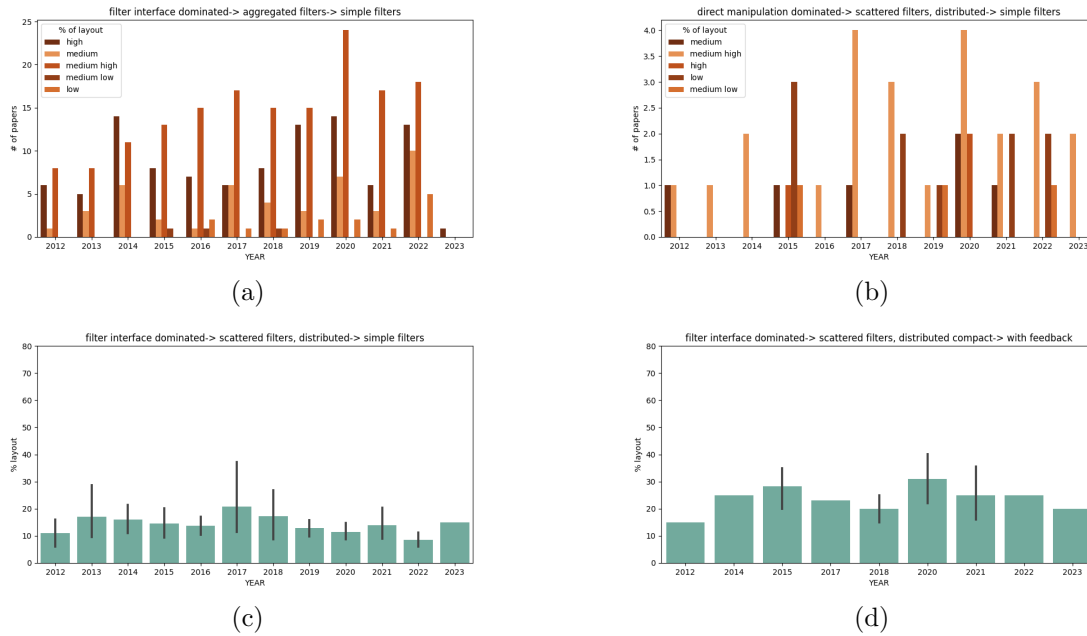 filter interface dominated-> aggregated filters-> simple filters
25
20
15
10
5
0
# of papers
% of layout
high
medium
medium high
medium low
low
2012 2013 2014 2015 2016 2017 2018 2019 2020 2021 2022 2023
YEAR
(a)
direct manipulation dominated-> scattered filters, distributed-> simple filters
4.0
3.5
3.0
2.5
2.0
1.5
1.0
0.5
0.0
# of papers
% of layout
medium
medium high
high
low
medium low
2012 2013 2014 2015 2016 2017 2018 2019 2020 2021 2022 2023
YEAR
(b)
filter interface dominated-> scattered filters, distributed-> simple filters
80
70
60
50
40
30
20
10
0
% layout
2012 2013 2014 2015 2016 2017 2018 2019 2020 2021 2022 2023
YEAR
(c)
filter interface dominated-> scattered filters, distributed compact-> with feedback
80
70
60
50
40
30
20
10
0
% layout
2012 2014 2015 2017 2018 2020 2021 2022 2023
YEAR
(d)